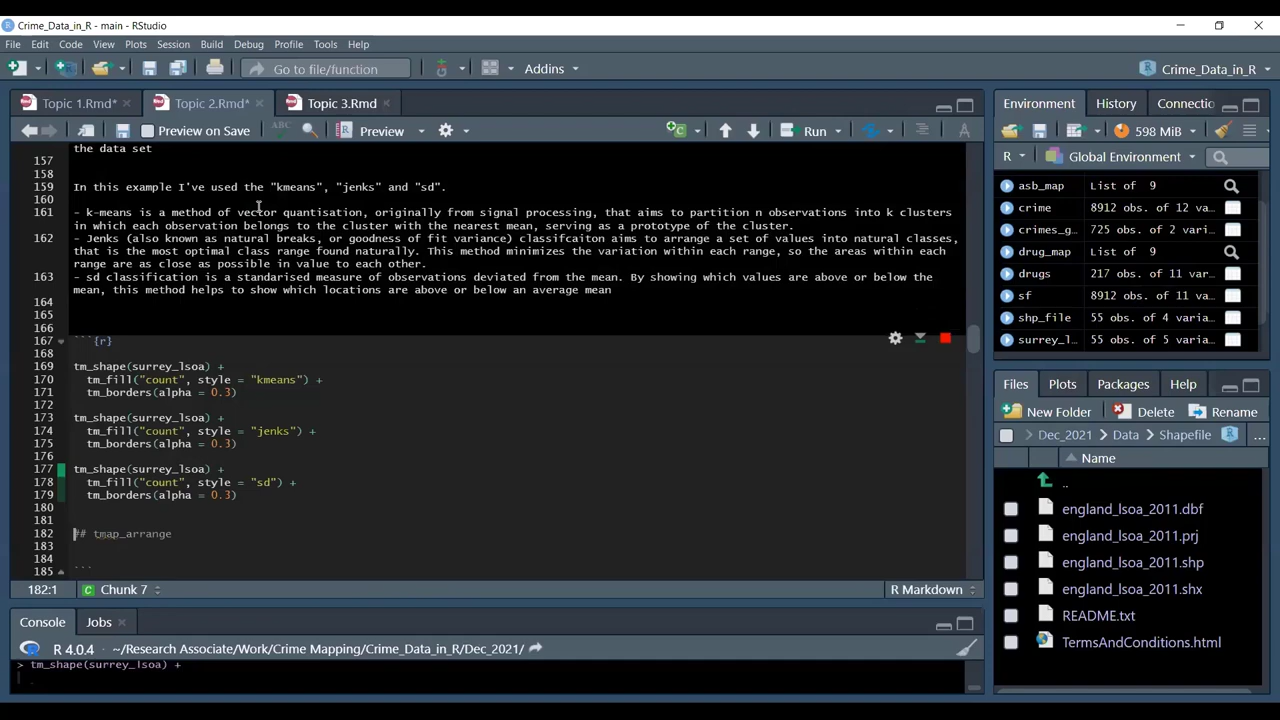 Crime_Data_in_R - main - RStudio
File Edit Code View Plots Session Build Debug Profile Tools Help
Go to file/function Addins Crime_Data_in_R
Topic 1.Rmd* Topic 2.Rmd* Topic 3.Rmd
Preview on Save ABC Preview Run
the data set
157
158
159 In this example I've used the "kmeans", "jenks" and "sd".
160
161 - k-means is a method of vector quantisation, originally from signal processing, that aims to partition n observations into k clusters
in which each observation belongs to the cluster with the nearest mean, serving as a prototype of the cluster.
162 - Jenks (also known as natural breaks, or goodness of fit variance) classifcaiton aims to arrange a set of values into natural classes,
that is the most optimal class range found naturally. This method minimizes the variation within each range, so the areas within each
range are as close as possible in value to each other.
163 - sd classification is a standarised measure of observations deviated from the mean. By showing which values are above or below the
mean, this method helps to show which locations are above or below an average mean
164
165
166
167 ```{r}
168
169 tm_shape(surrey_lsoa) +
170 tm_fill("count", style = "kmeans") +
171 tm_borders(alpha = 0.3)
172
173 tm_shape(surrey_lsoa) +
174 tm_fill("count", style = "jenks") +
175 tm_borders(alpha = 0.3)
176
177 tm_shape(surrey_lsoa) +
178 tm_fill("count", style = "sd") +
179 tm_borders(alpha = 0.3)
180
181
182 ## tmap_arrange
183
184
185 ```
182:1 Chunk 7 R Markdown
Console Jobs
R 4.0.4 · ~/Research Associate/Work/Crime Mapping/Crime_Data_in_R/Dec_2021/
> tm_shape(surrey_lsoa) +
Environment History Connectio
598 MiB
R Global Environment
asb_map List of 9
crime 8912 obs. of 12 var…
crimes_g… 725 obs. of 2 varia…
drug_map List of 9
drugs 217 obs. of 11 vari…
sf 8912 obs. of 11 var…
shp_file 55 obs. of 4 variab…
surrey_l… 55 obs. of 5 variab…
Files Plots Packages Help
New Folder Delete Rename
Dec_2021 Data Shapefile ...
Name
..
england_lsoa_2011.dbf
england_lsoa_2011.prj
england_lsoa_2011.shp
england_lsoa_2011.shx
README.txt
TermsAndConditions.html